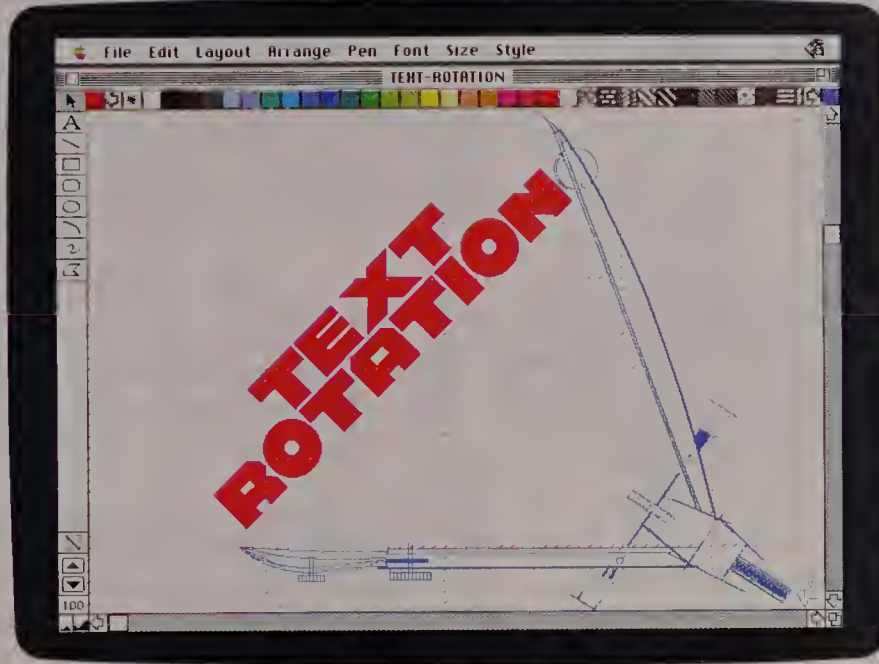 File Edit Layout Arrange Pen Font Size Style
TEXT-ROTATION
A
TEXT
ROTATION
100